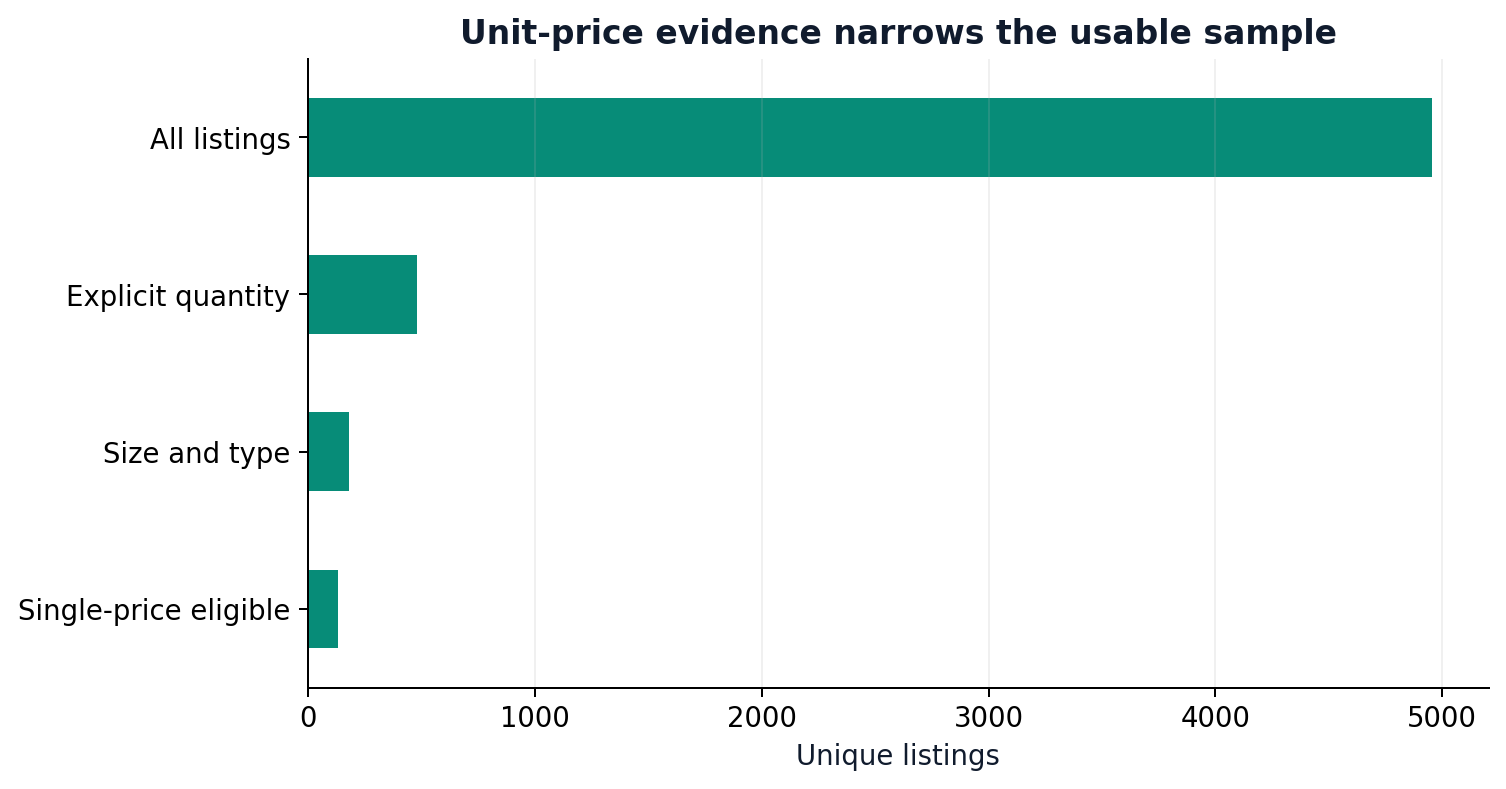 Unit-price evidence narrows the usable sample
All listings
Explicit quantity
Size and type
Single-price eligible
0 1000 2000 3000 4000 5000
Unique listings